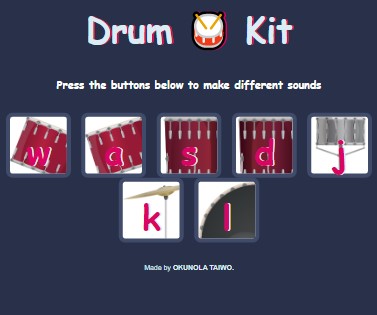 Drum Kit
Press the buttons below to make different sounds
w a s d j
k l
Made by OKUNOLA TAIWO.